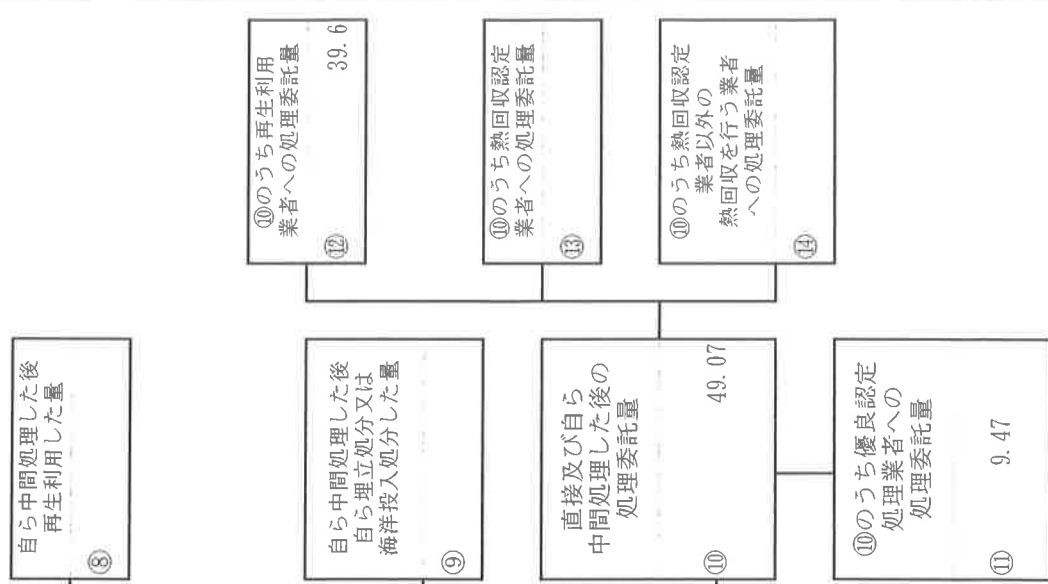 自ら中間処理した後
再生利用した量
⑧
自ら中間処理した後
自ら埋立処分又は
海洋投入処分した量
⑨
直接及び自ら
中間処理した後の
処理委託量
⑩
49.07
⑩のうち優良認定
処理業者への
処理委託量
⑪
9.47
⑩のうち再生利用
業者への処理委託量
⑫
39.6
⑩のうち熱回収認定
業者への処理委託量
⑬
⑩のうち熱回収認定
業者以外の
熱回収を行う業者
への処理委託量
⑭